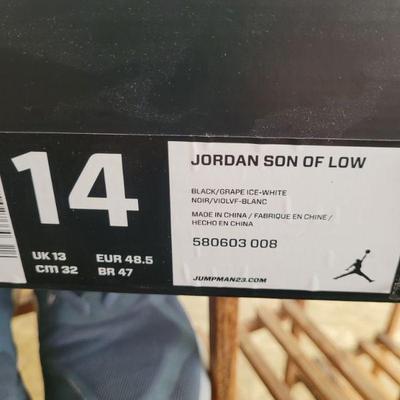 14
UK 13 EUR 48.5
CM 32 BR 47
JORDAN SON OF LOW
BLACK/GRAPE ICE-WHITE
NOIR/VIOLVF-BLANC
MADE IN CHINA / FABRIQUE EN CHINE /
HECHO EN CHINA
580603 008
JUMPMAN23.COM